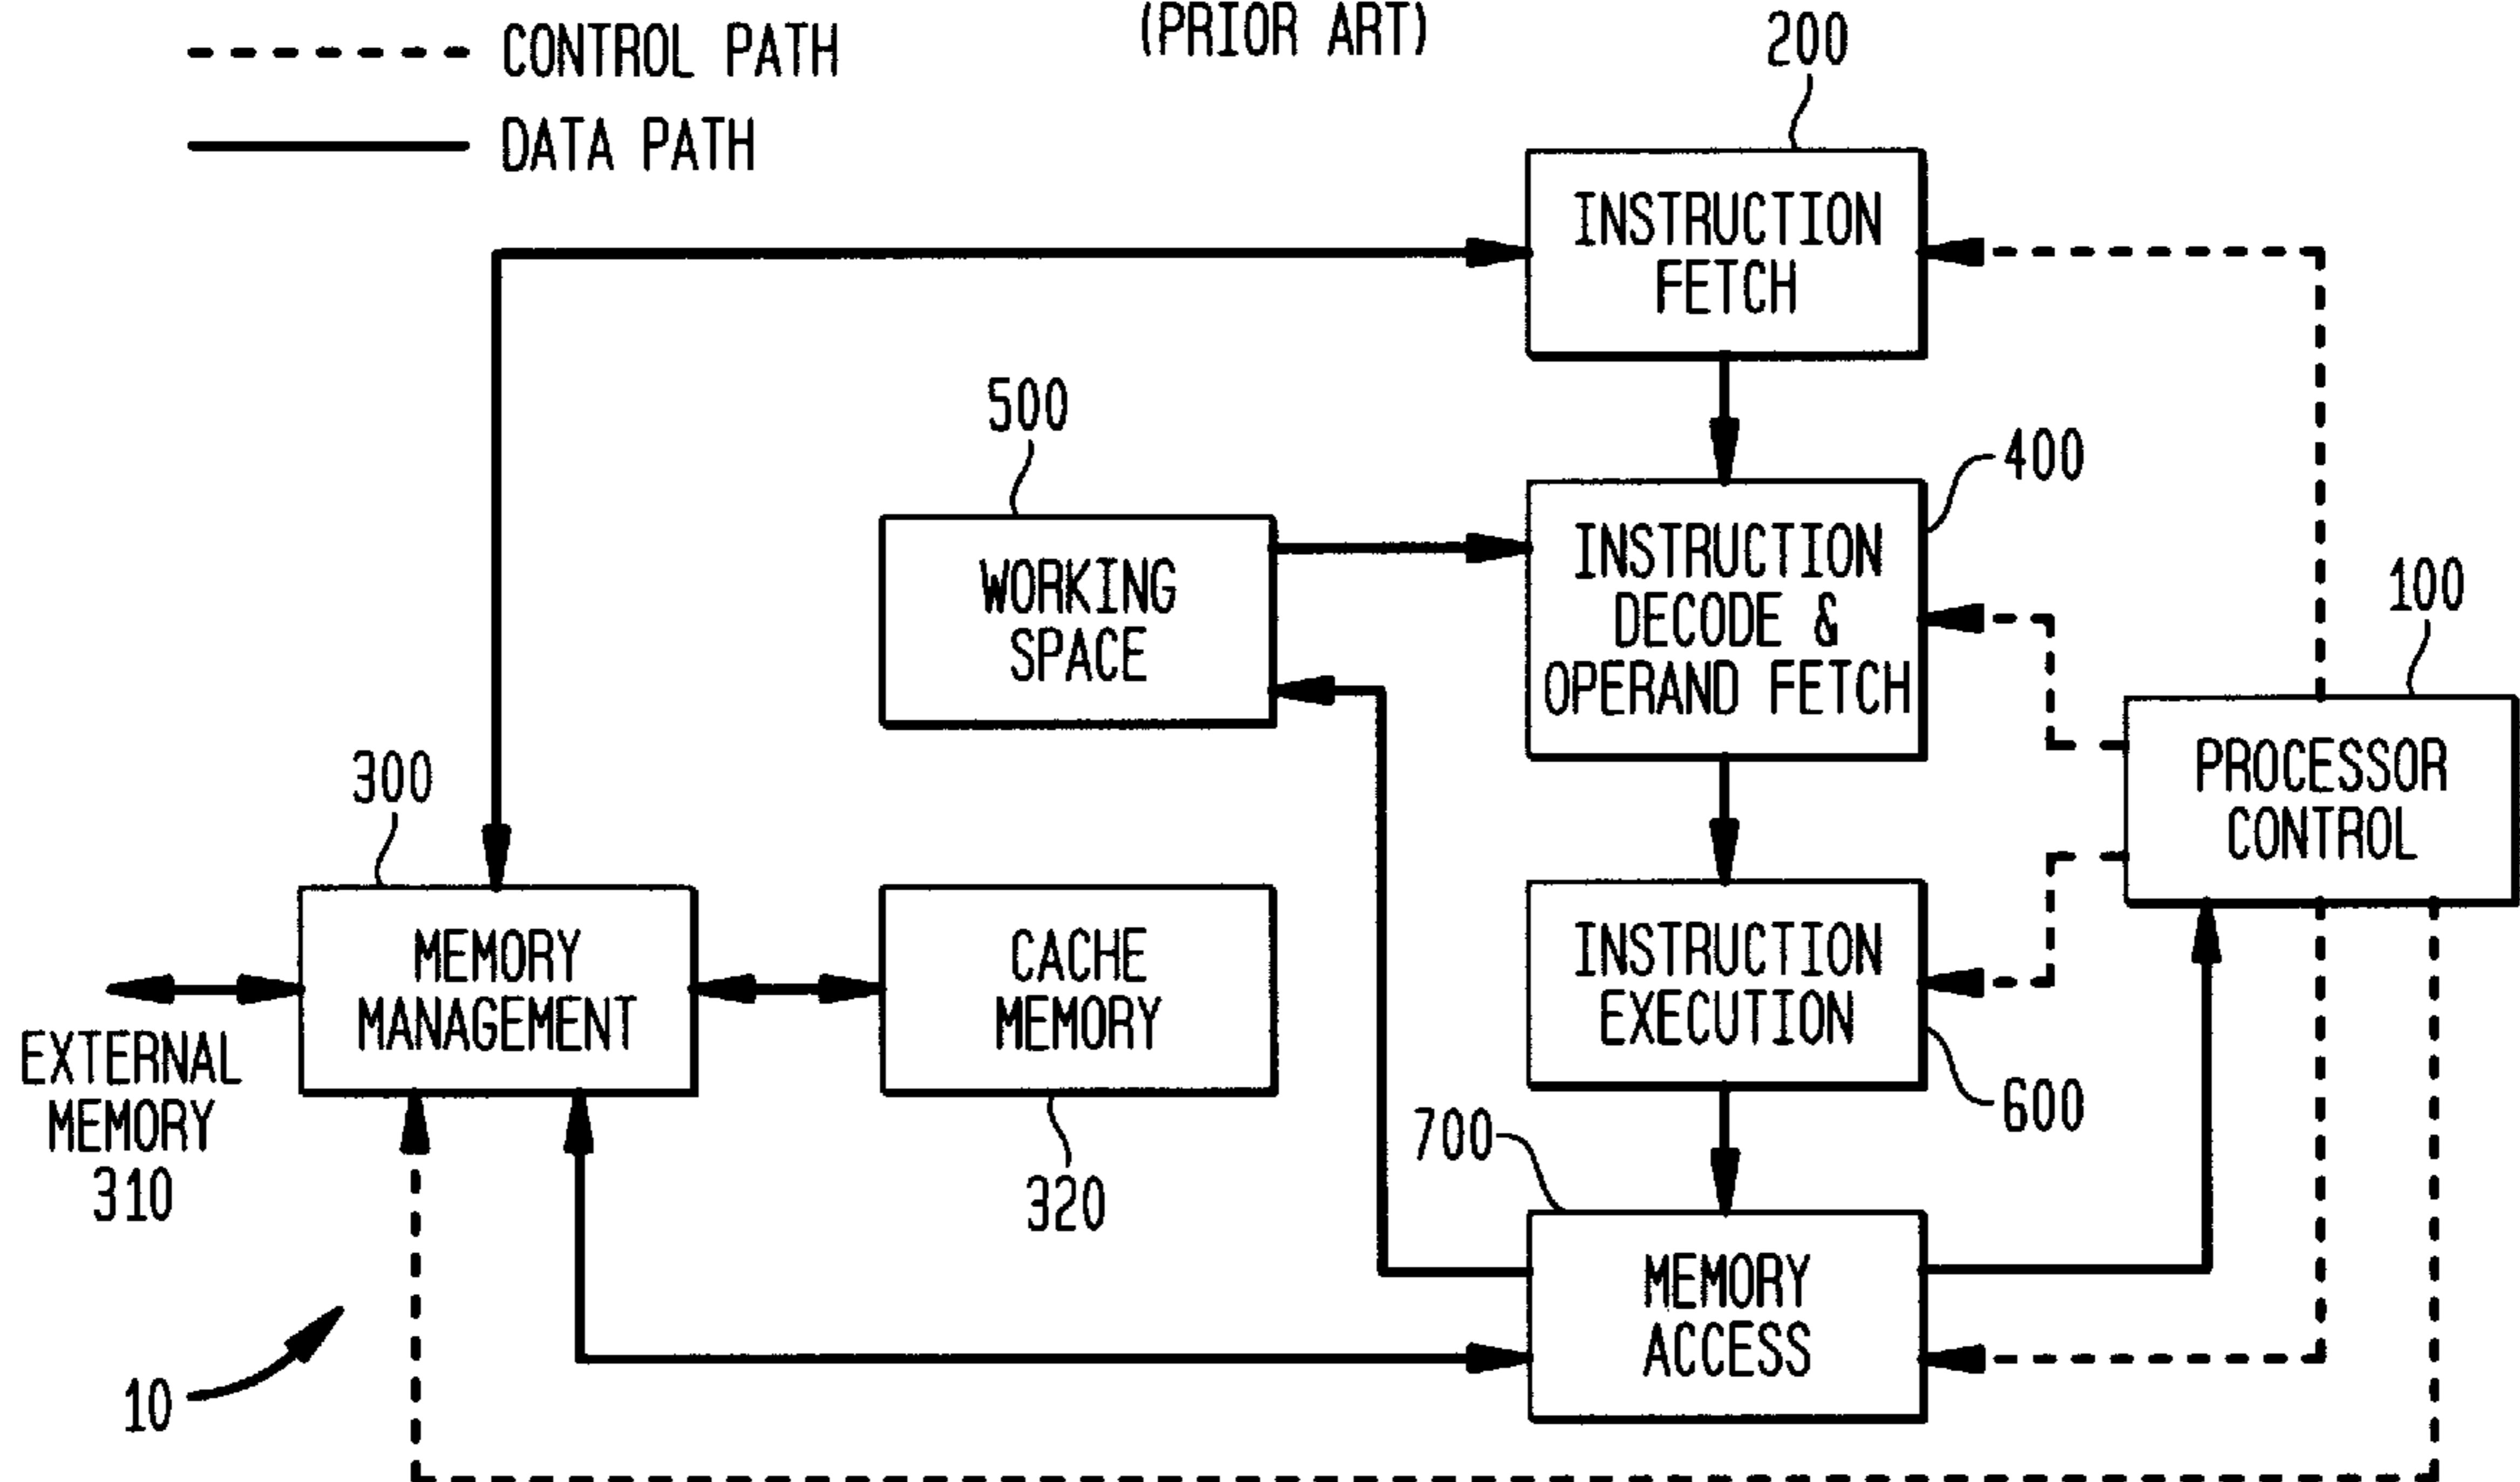 (PRIOR ART)
CONTROL PATH
DATA PATH
200
INSTRUCTION
FETCH
500
400
WORKING
SPACE
INSTRUCTION
DECODE &
OPERAND FETCH
100
PROCESSOR
CONTROL
300
MEMORY
MANAGEMENT
CACHE
MEMORY
320
INSTRUCTION
EXECUTION
600
EXTERNAL
MEMORY
310
700
MEMORY
ACCESS
10